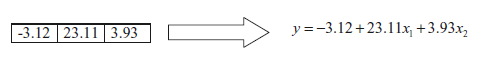 -3.12 23.11 3.93
y = -3.12 + 23.11x₁ + 3.93x₂